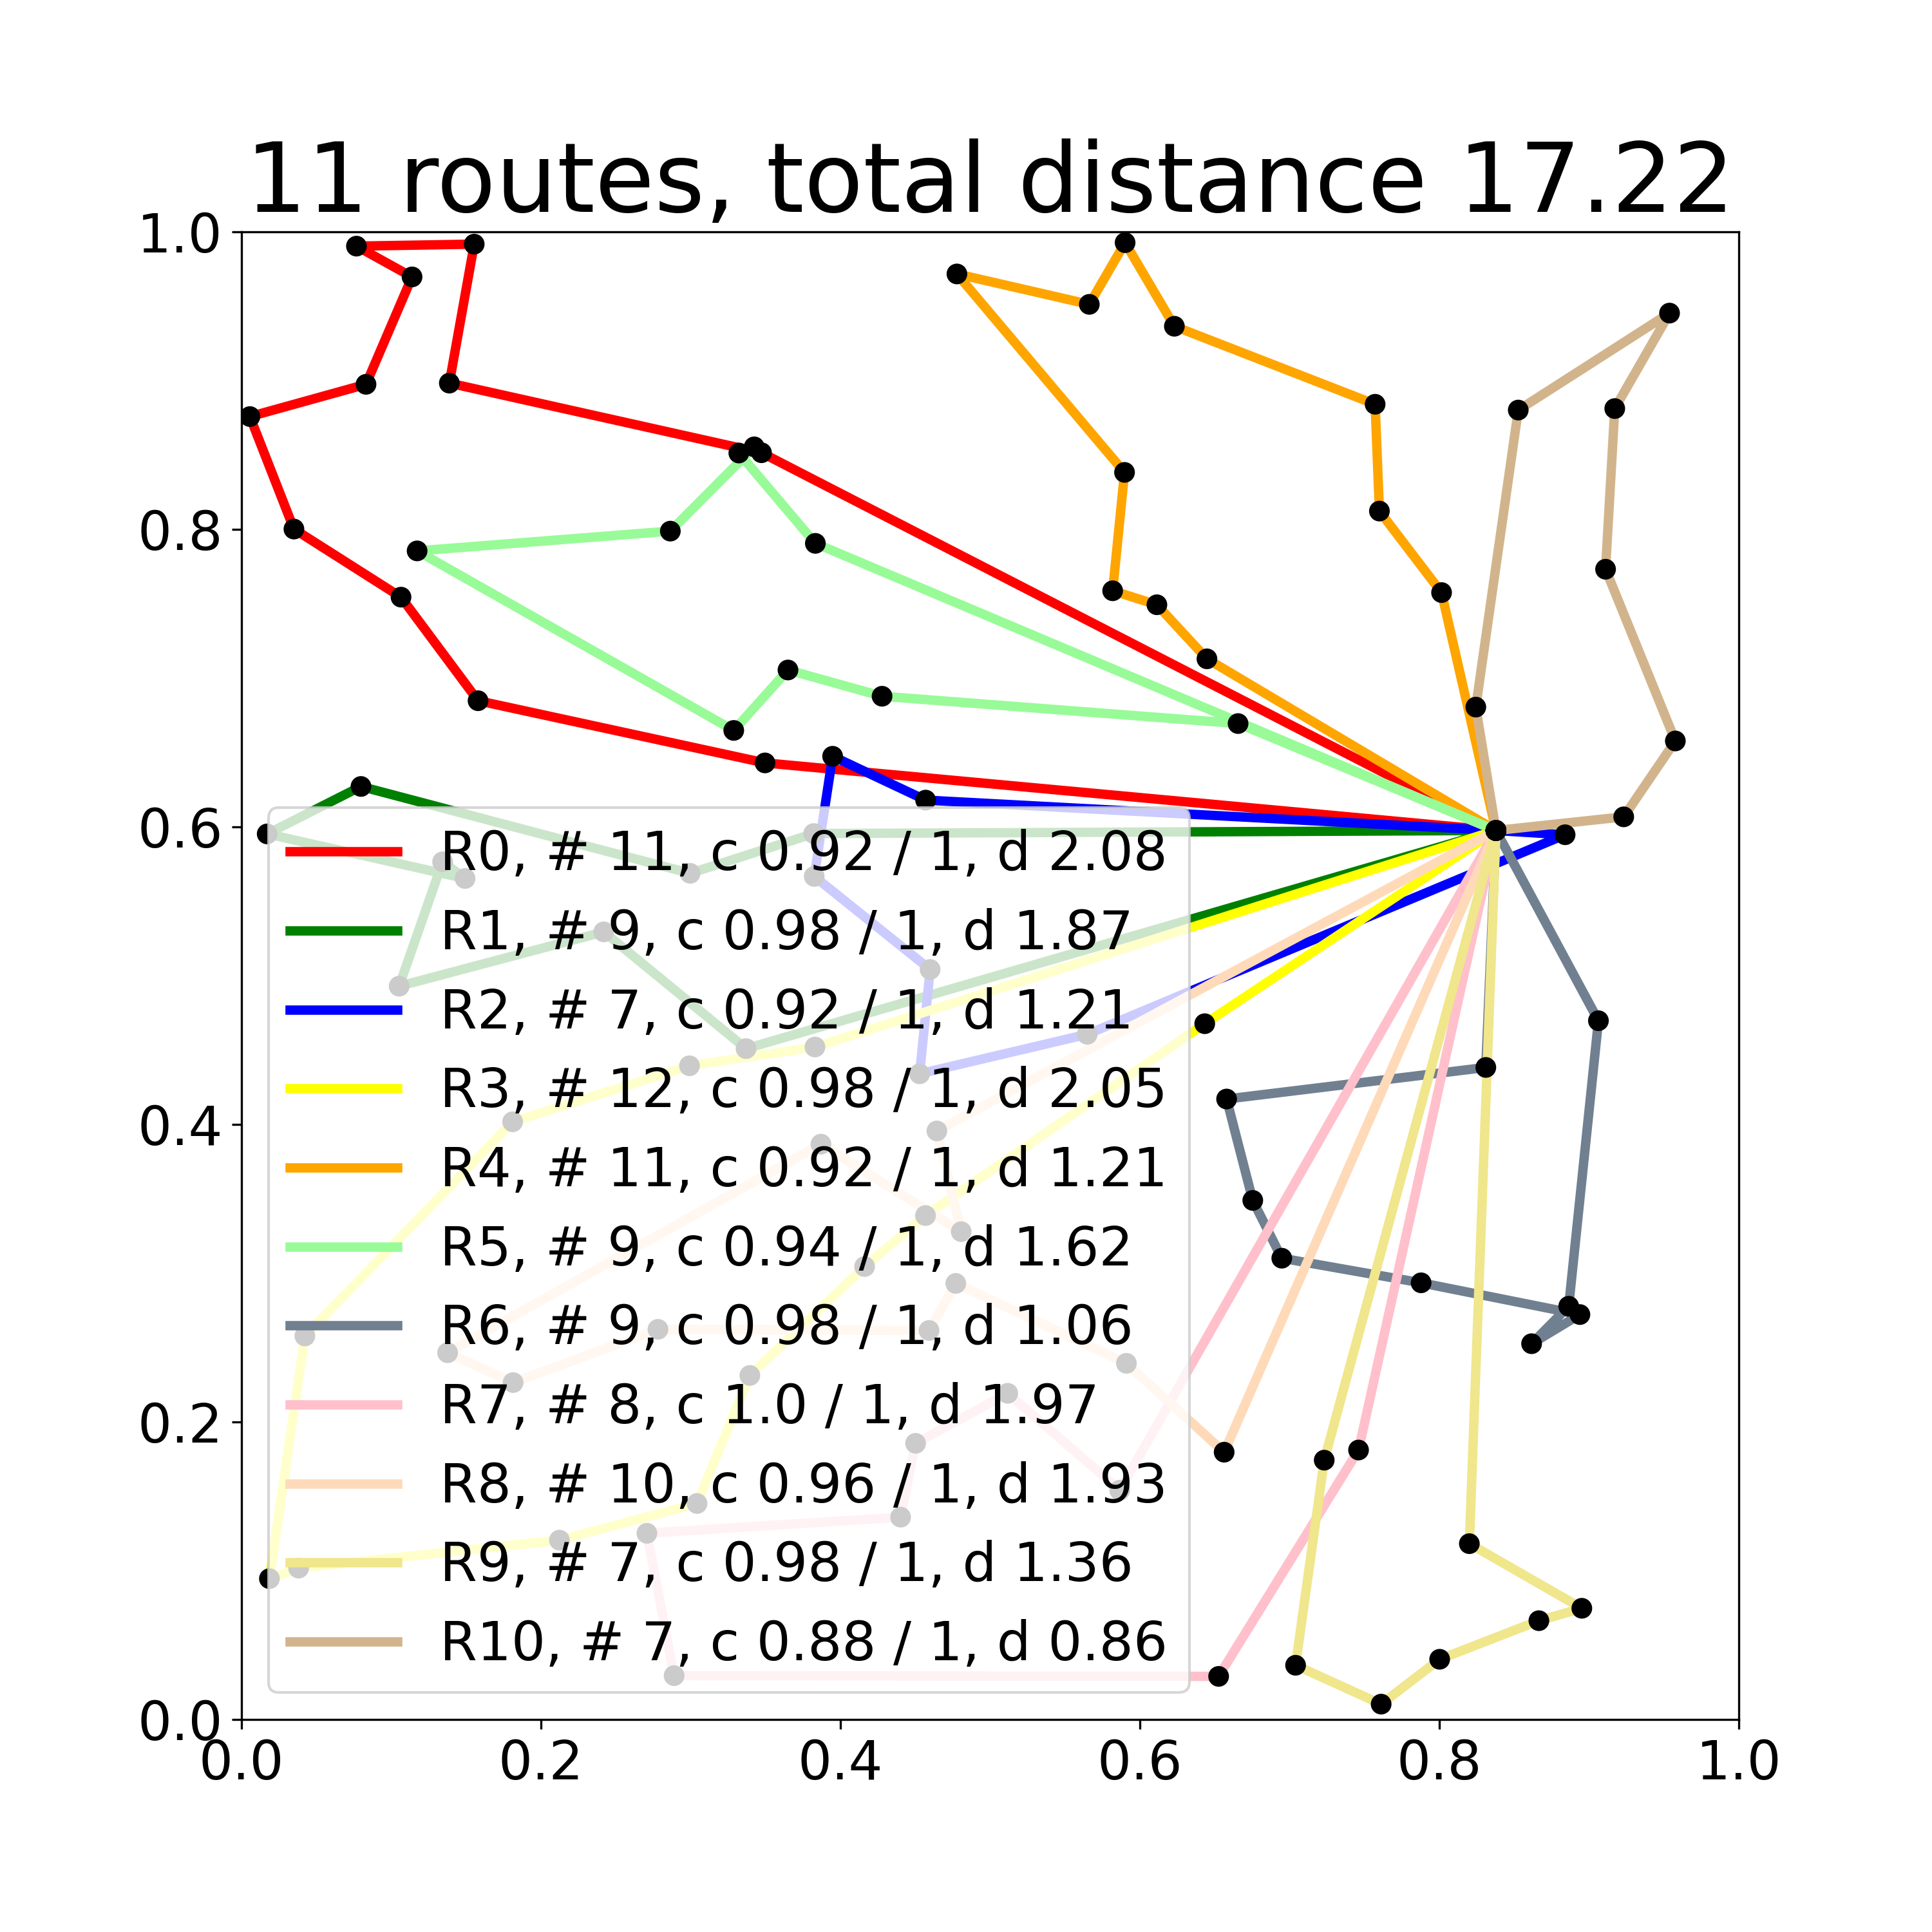 11 routes, total distance 17.22
1.0
0.8
0.6
0.4
0.2
0.0
R0, # 11, c 0.92 / 1, d 2.08
R1, # 9, c 0.98 / 1, d 1.87
R2, # 7, c 0.92 / 1, d 1.21
R3, # 12, c 0.98 / 1, d 2.05
R4, # 11, c 0.92 / 1, d 1.21
R5, # 9, c 0.94 / 1, d 1.62
R6, # 9, c 0.98 / 1, d 1.06
R7, # 8, c 1.0 / 1, d 1.97
R8, # 10, c 0.96 / 1, d 1.93
R9, # 7, c 0.98 / 1, d 1.36
R10, # 7, c 0.88 / 1, d 0.86
0.0 0.2 0.4 0.6 0.8 1.0